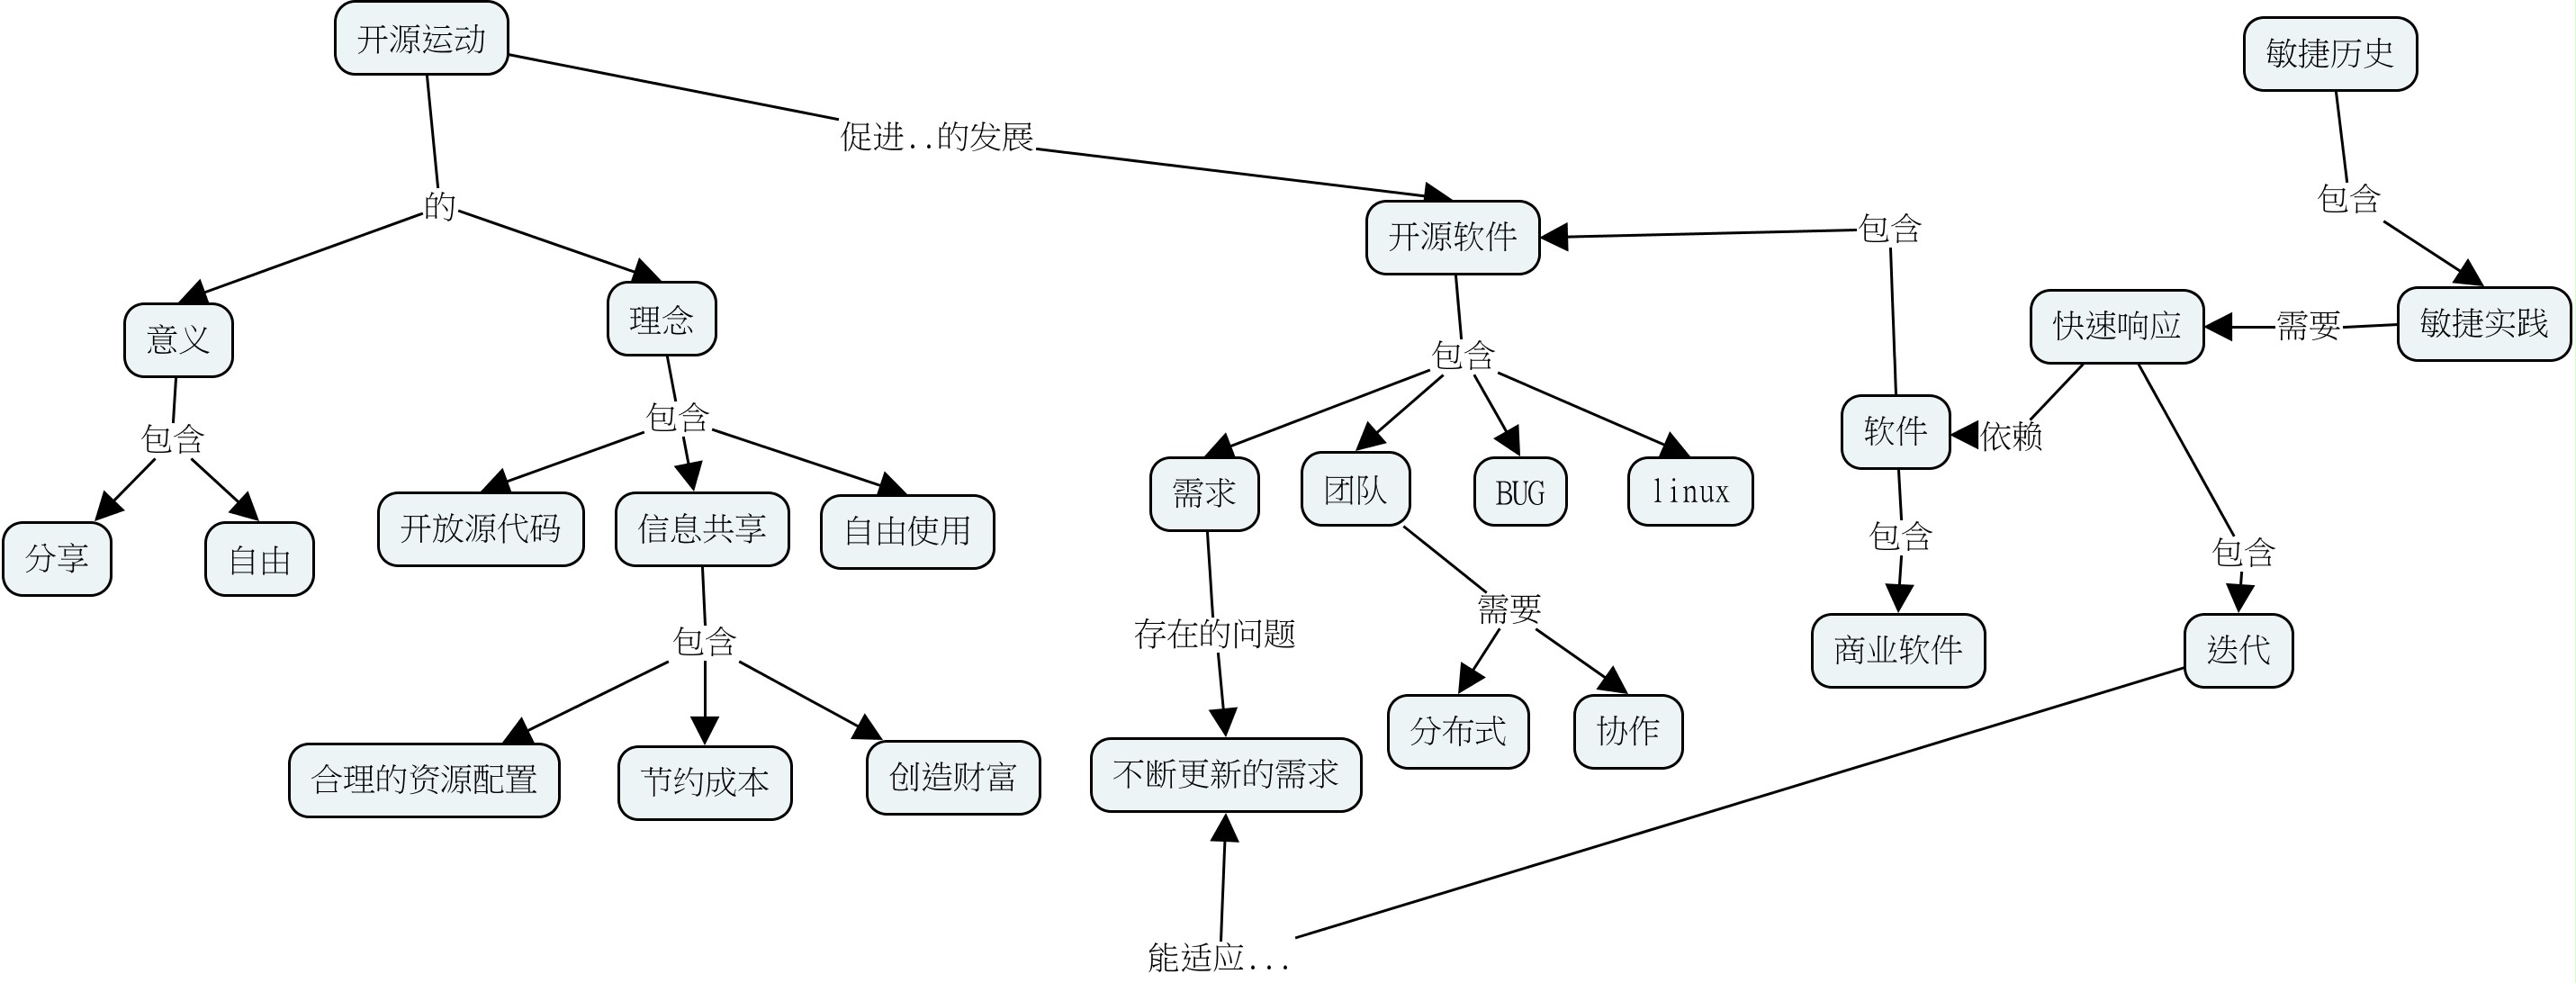 开源运动
敏捷历史
促进..的发展
的
包含
包含
开源软件
意义
理念
快速响应
需要
敏捷实践
包含
包含
包含
软件
依赖
需求
团队
BUG
linux
分享
自由
开放源代码
信息共享
自由使用
包含
包含
包含
存在的问题
需要
商业软件
迭代
分布式
协作
合理的资源配置
节约成本
创造财富
不断更新的需求
能适应...